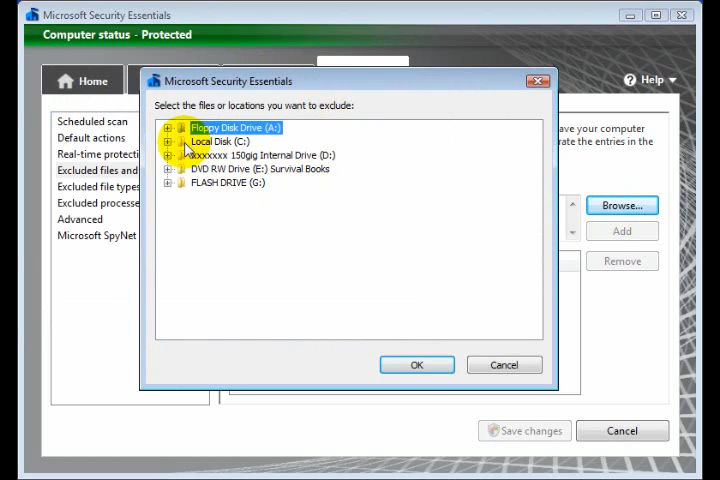 Microsoft Security Essentials
Computer status - Protected
Home
Help
Microsoft Security Essentials
Select the files or locations you want to exclude:
Floppy Disk Drive (A:)
Local Disk (C:)
xxxxxxx 150gig Internal Drive (D:)
DVD RW Drive (E:) Survival Books
FLASH DRIVE (G:)
OK
Cancel
Scheduled scan
Default actions
Real-time protecti
Excluded files and
Excluded file types
Excluded processe
Advanced
Microsoft SpyNet
ave your computer
rate the entries in the
Browse...
Add
Remove
Save changes
Cancel